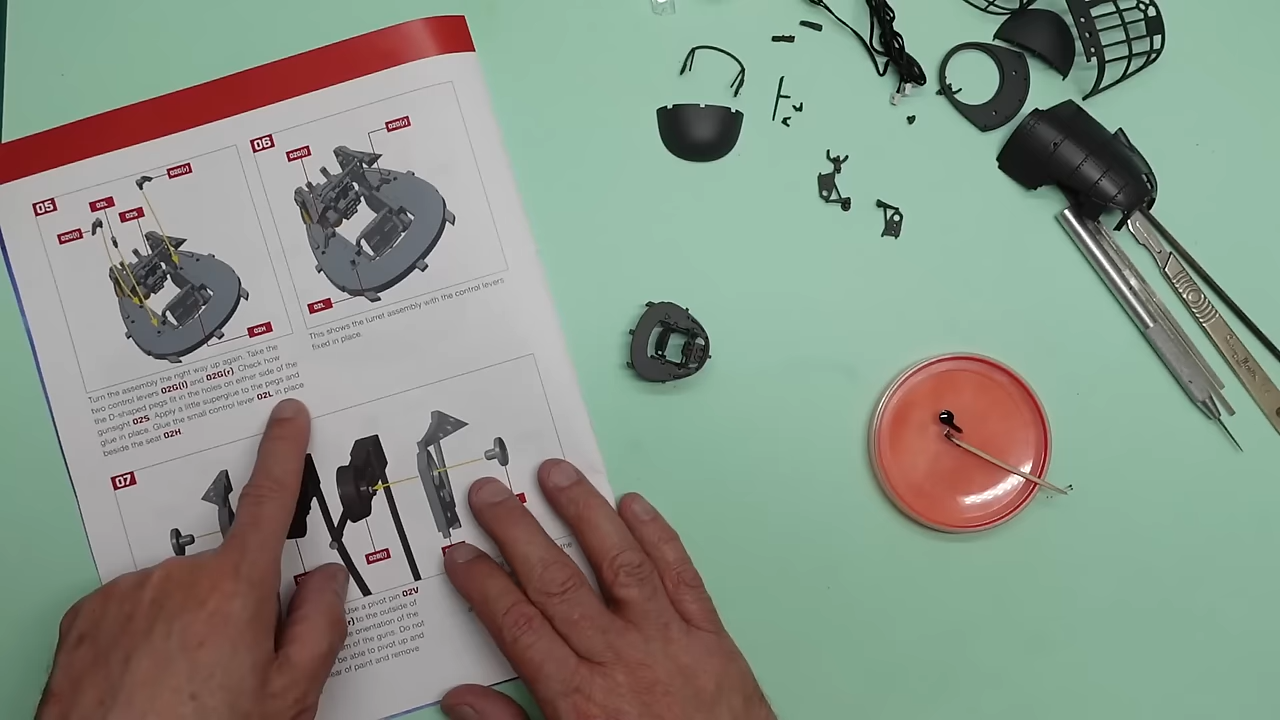 05
02G(r)
02L
02S
02G(l)
02H
Turn the assembly the right way up again. Take the
two control levers 02G(l) and 02G(r). Check how
the D-shaped pegs fit in the holes on either side of the
gunsight 02S. Apply a little superglue to the pegs and
glue in place. Glue the small control lever 02L in place
beside the seat 02H.
06
02G(r)
02G(l)
02L
This shows the turret assembly with the control levers
fixed in place.
07
02B(l)
Use a pivot pin 02V
to the outside of
orientation of the
of the guns. Do not
be able to pivot up and
of paint and remove